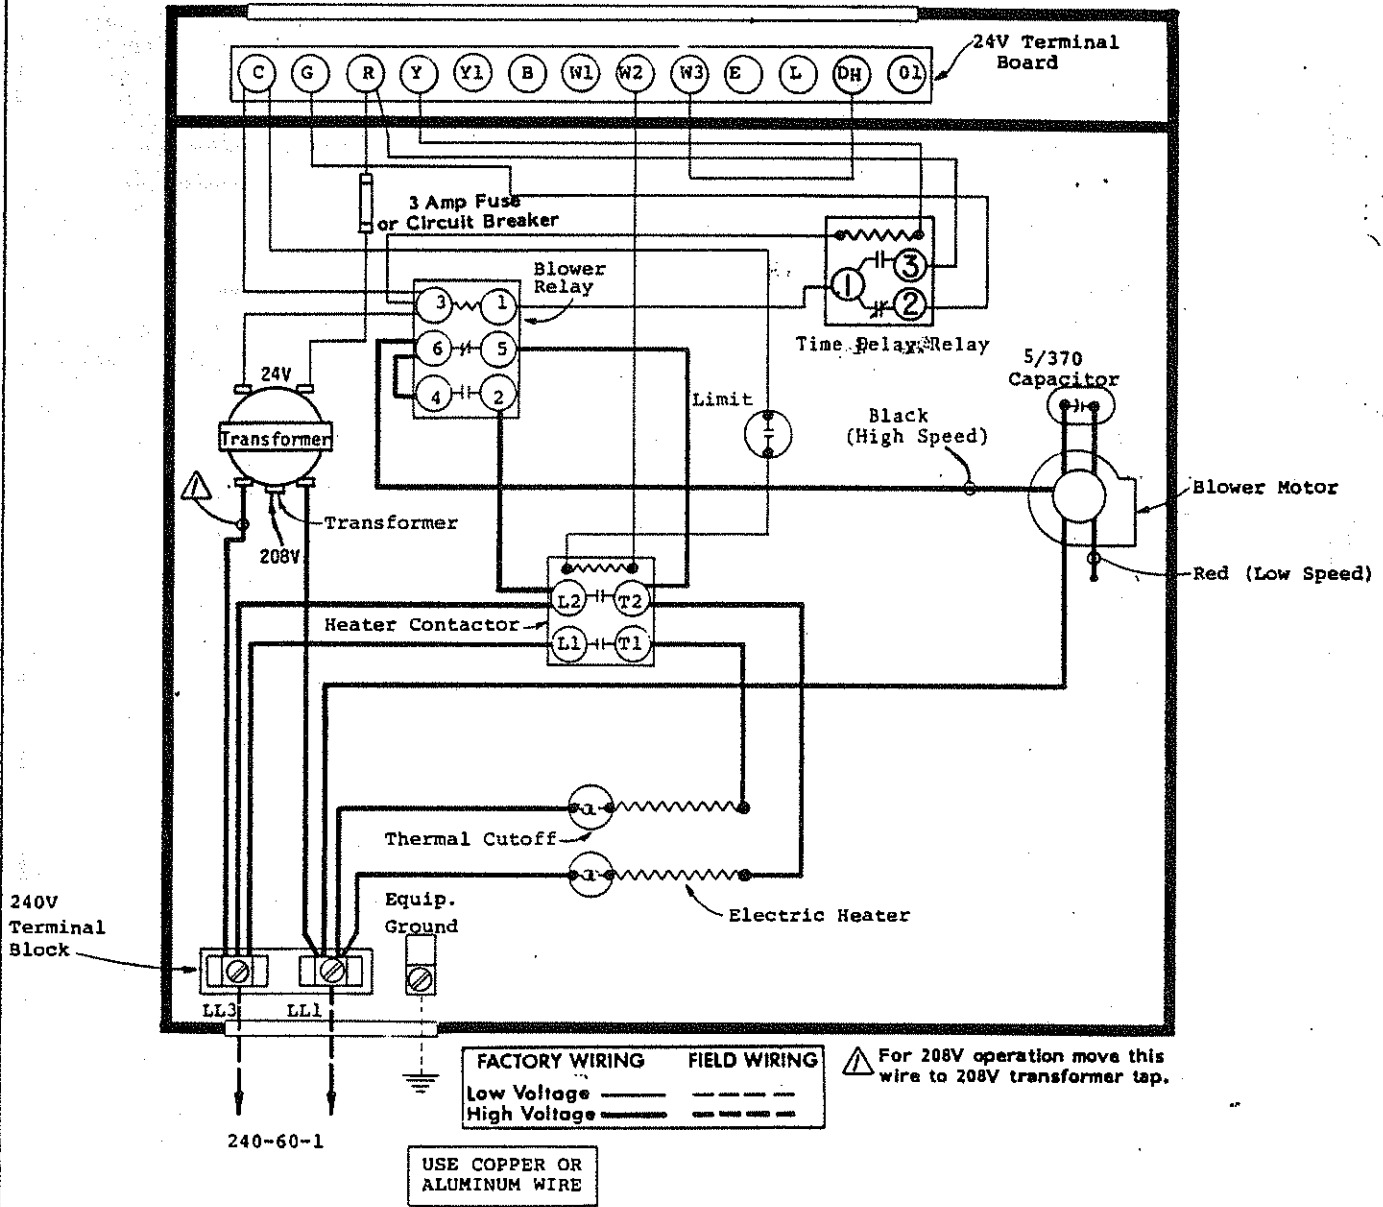 24V Terminal
Board
C G R Y Y1 B W1 W2 W3 E L DH O1
3 Amp Fuse
or Circuit Breaker
Blower
Relay
3 1
6 5
4 2
3
1
2
Time Delay Relay
5/370
Capacitor
24V
Transformer
Limit
Black
(High Speed)
Blower Motor
1
Transformer
208V
Red (Low Speed)
L2 T2
Heater Contactor
L1 T1
Thermal Cutoff
Equip.
Ground
Electric Heater
240V
Terminal
Block
LL3 LL1
240-60-1
FACTORY WIRING FIELD WIRING
Low Voltage
High Voltage
1 For 208V operation move this
wire to 208V transformer tap.
USE COPPER OR
ALUMINUM WIRE